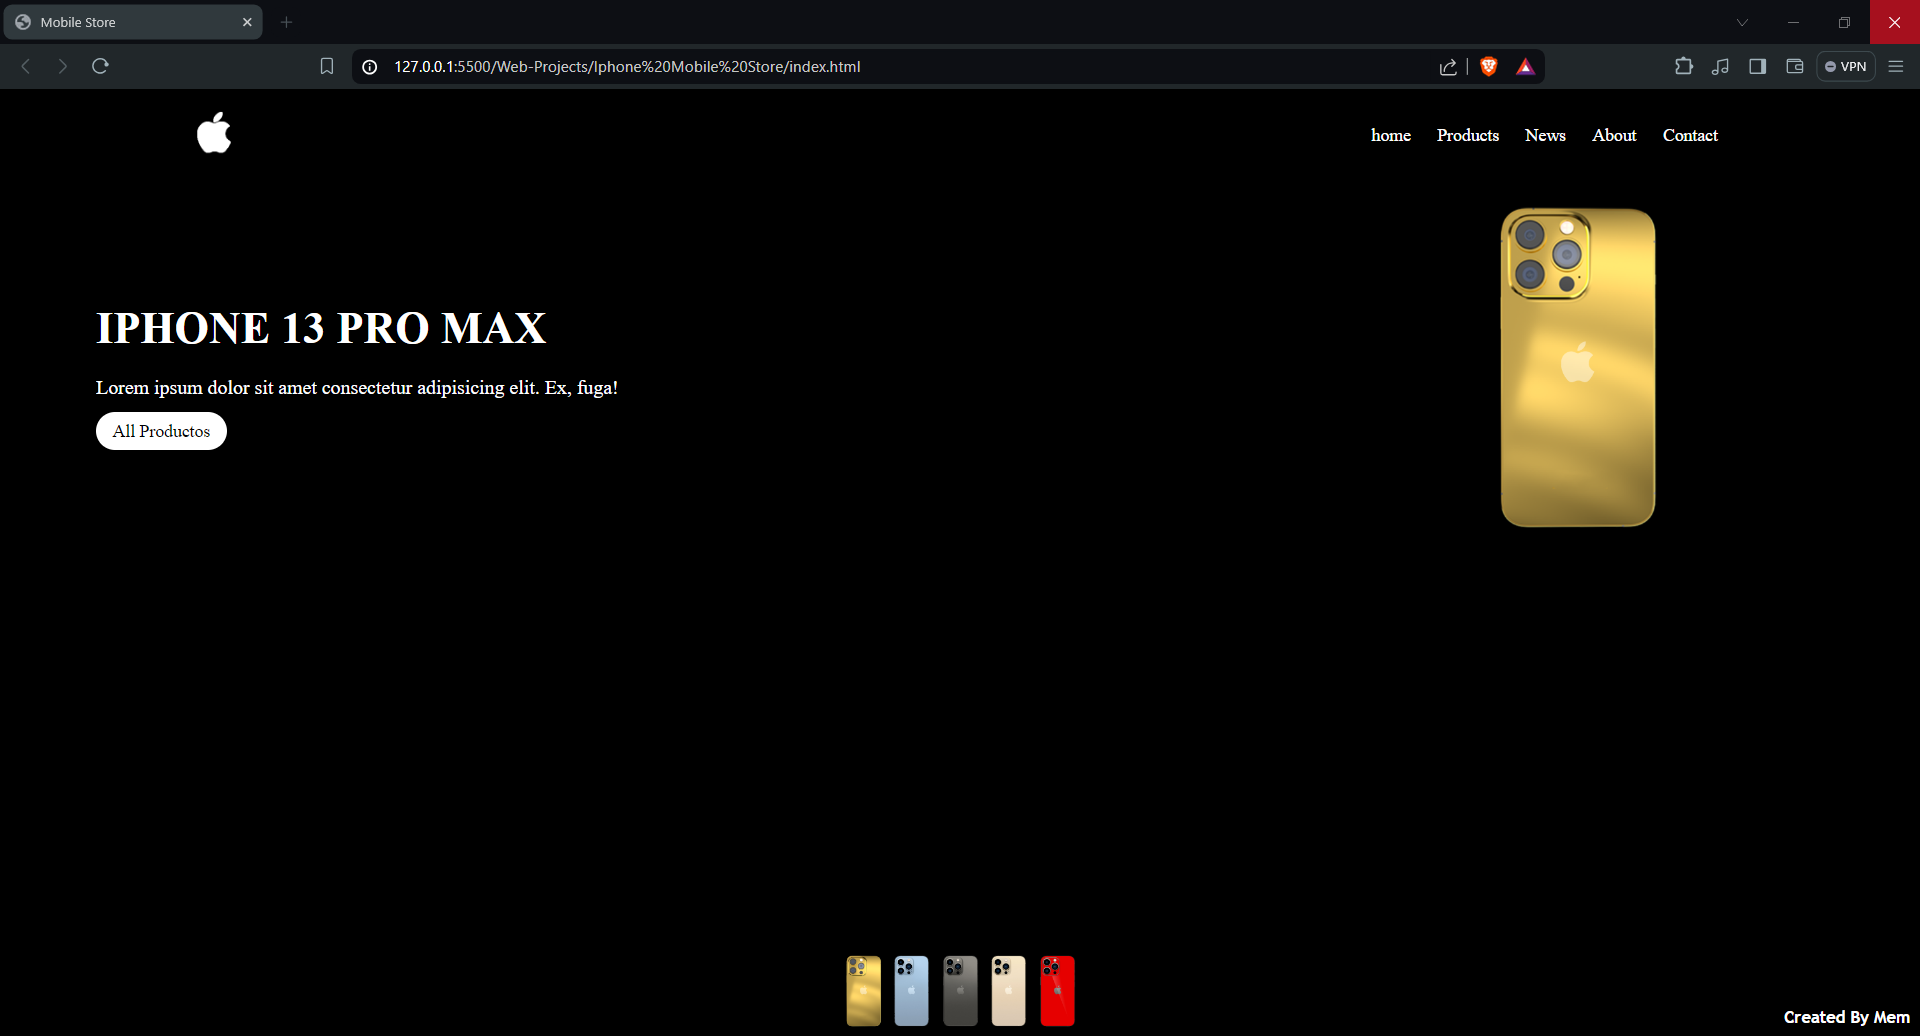 Mobile Store
127.0.0.1:5500/Web-Projects/Iphone%20Mobile%20Store/index.html
VPN
home Products News About Contact
IPHONE 13 PRO MAX
Lorem ipsum dolor sit amet consectetur adipisicing elit. Ex, fuga!
All Productos
Created By Mem